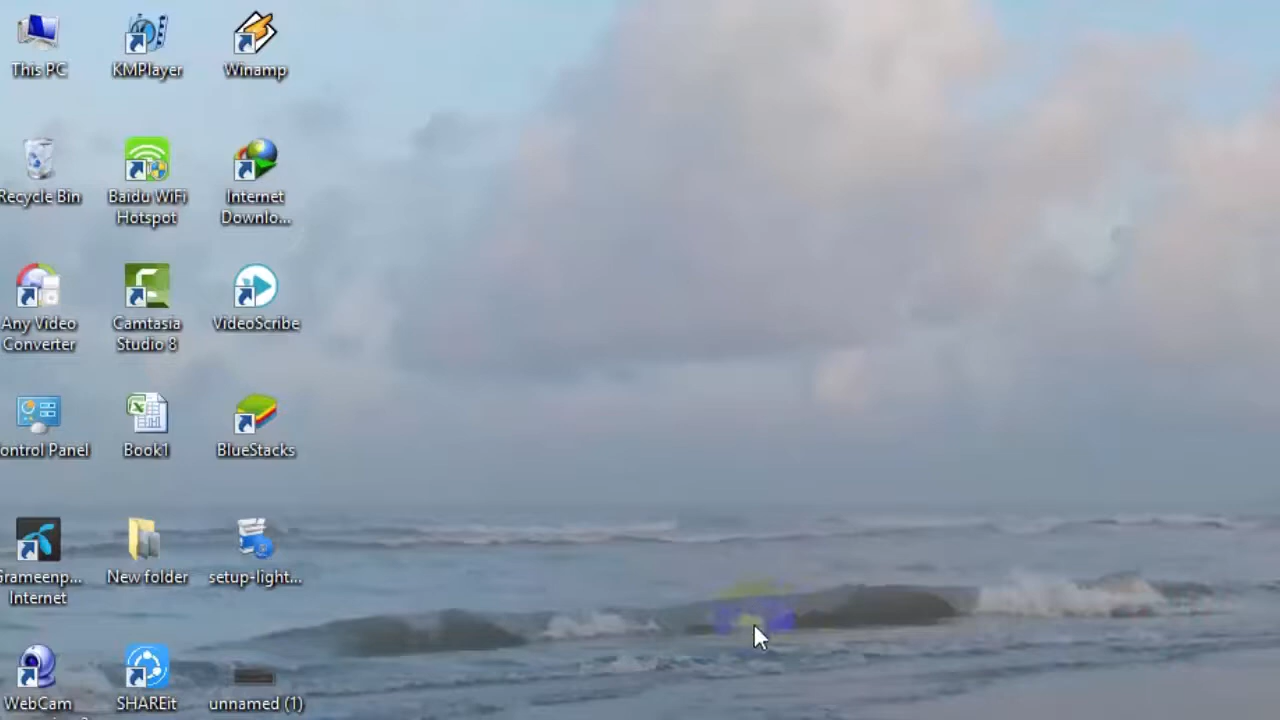 This PC
KMPlayer
Winamp
Recycle Bin
Baidu WiFi
Hotspot
Internet
Downlo...
Any Video
Converter
Camtasia
Studio 8
VideoScribe
ontrol Panel
Book1
BlueStacks
Grameenp...
Internet
New folder
setup-light...
WebCam
SHAREit
unnamed (1)